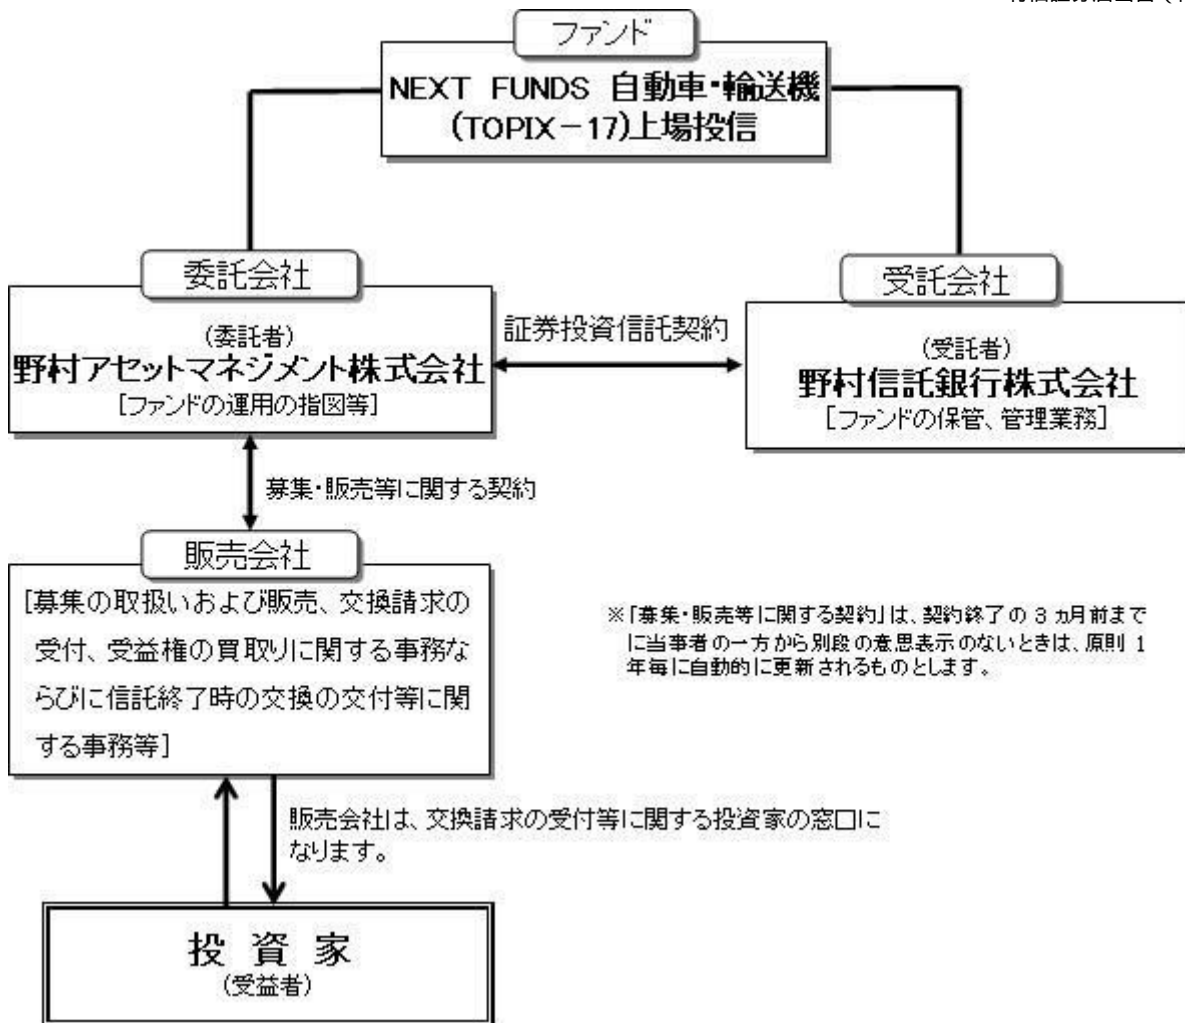 ファンド
NEXT FUNDS 自動車・輸送機
(TOPIX－17)上場投信
委託会社
(委託者)
野村アセットマネジメント株式会社
[ファンドの運用の指図等]
証券投資信託契約
受託会社
(受託者)
野村信託銀行株式会社
[ファンドの保管、管理業務]
募集・販売等に関する契約
販売会社
[募集の取扱いおよび販売、交換請求の
受付、受益権の買取りに関する事務な
らびに信託終了時の交換の交付等に関
する事務等]
※「募集・販売等に関する契約」は、契約終了の 3 ヵ月前まで
に当事者の一方から別段の意思表示のないときは、原則 1
年毎に自動的に更新されるものとします。
販売会社は、交換請求の受付等に関する投資家の窓口に
なります。
投 資 家
(受益者)